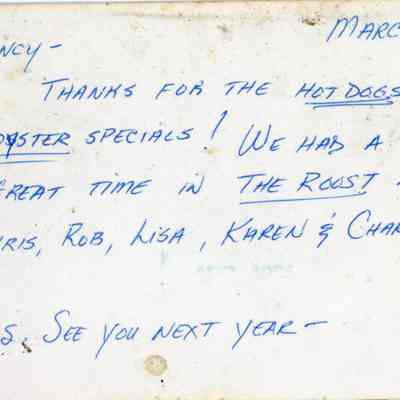 MARC
NCY -
THANKS FOR THE HOT DOGS
OYSTER SPECIALS! WE HAD A
GREAT TIME IN THE ROOST -
RIS, ROB, LISA, KAREN & CHAR
S. SEE YOU NEXT YEAR -